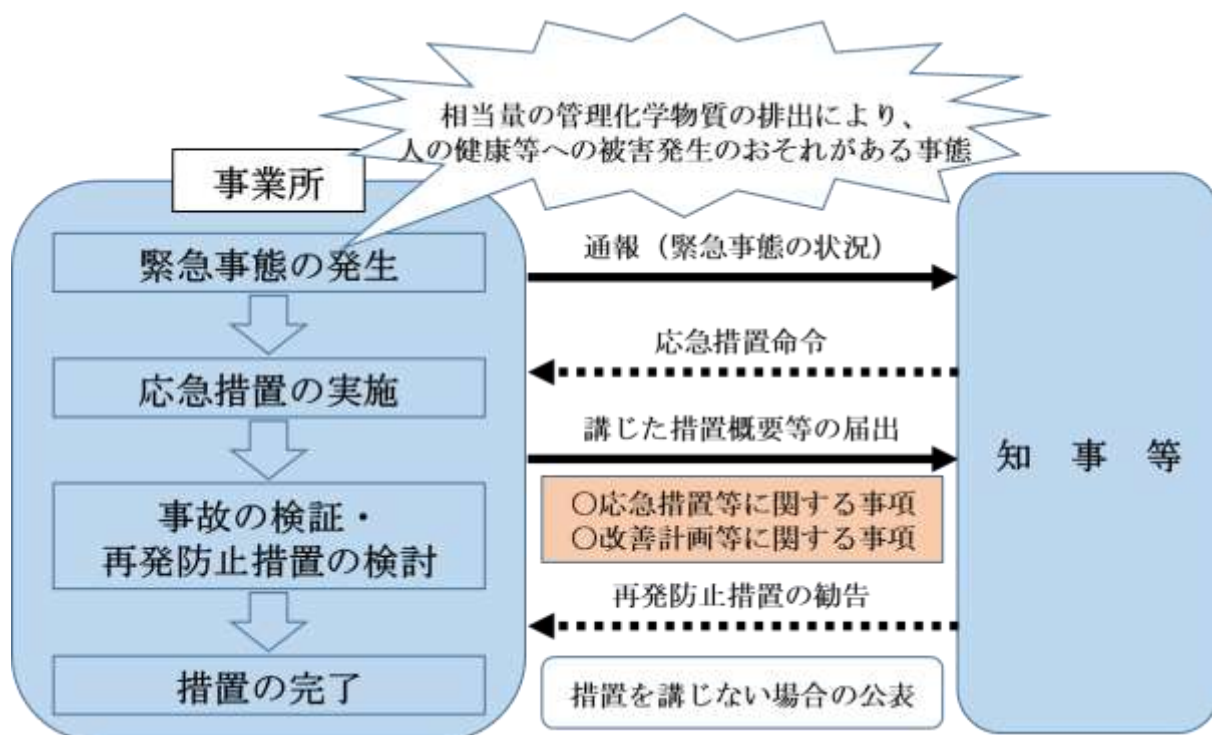 相当量の管理化学物質の排出により、
人の健康等への被害発生のおそれがある事態
事業所
緊急事態の発生
応急措置の実施
事故の検証・
再発防止措置の検討
措置の完了
通報（緊急事態の状況）
応急措置命令
講じた措置概要等の届出
○応急措置等に関する事項
○改善計画等に関する事項
再発防止措置の勧告
措置を講じない場合の公表
知　事　等